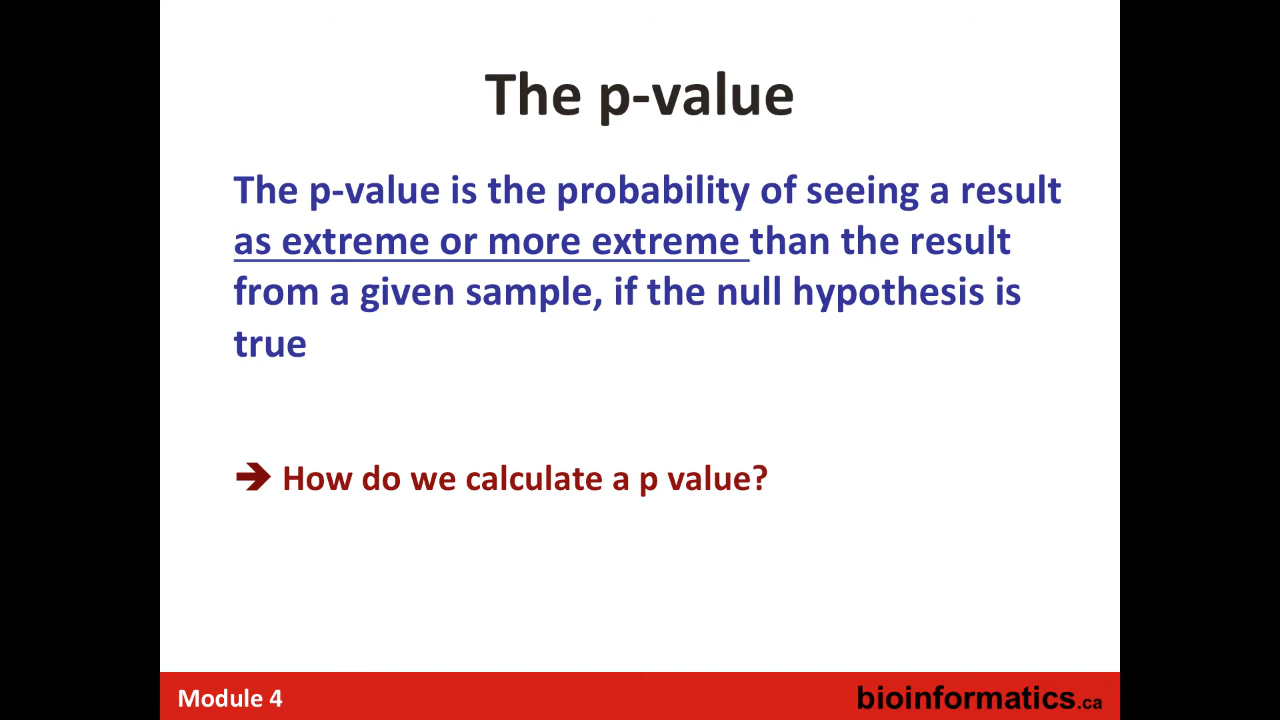 The p-value
The p-value is the probability of seeing a result
as extreme or more extreme than the result
from a given sample, if the null hypothesis is
true
➔ How do we calculate a p value?
Module 4
bioinformatics.ca